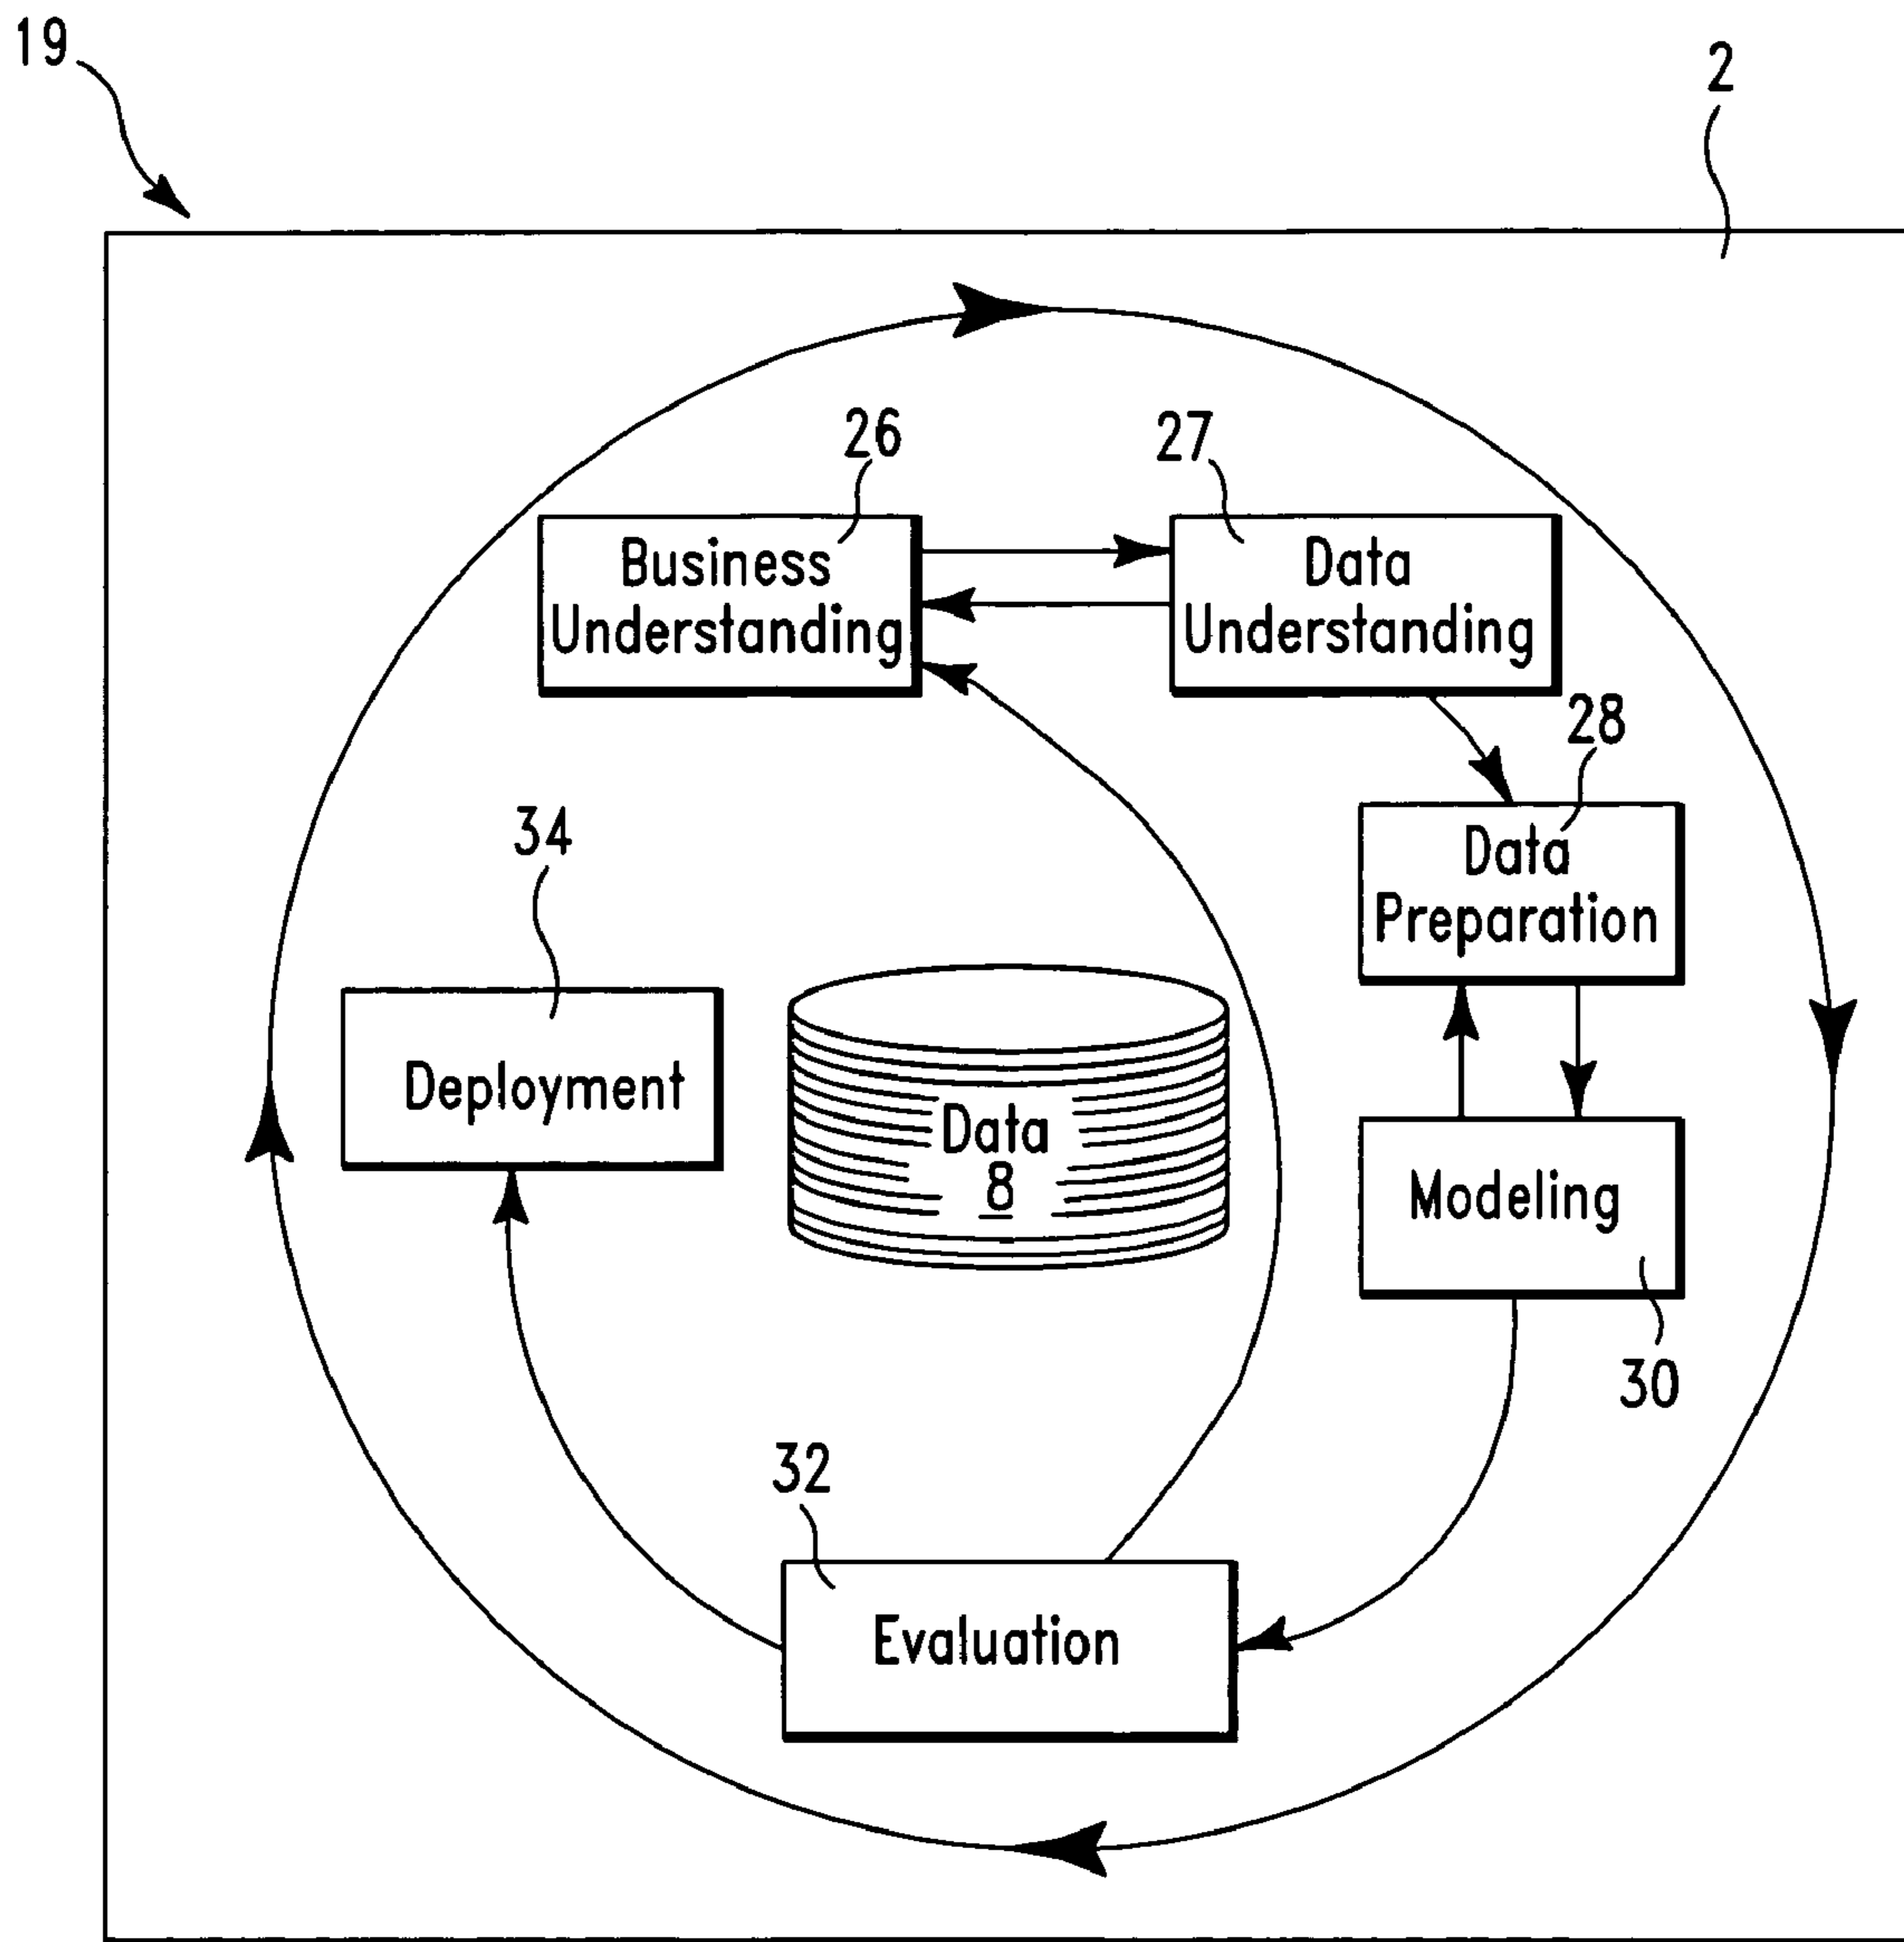 19
2
26
27
Business
Understanding
Data
Understanding
28
Data
Preparation
34
Deployment
Data
8
Modeling
30
32
Evaluation